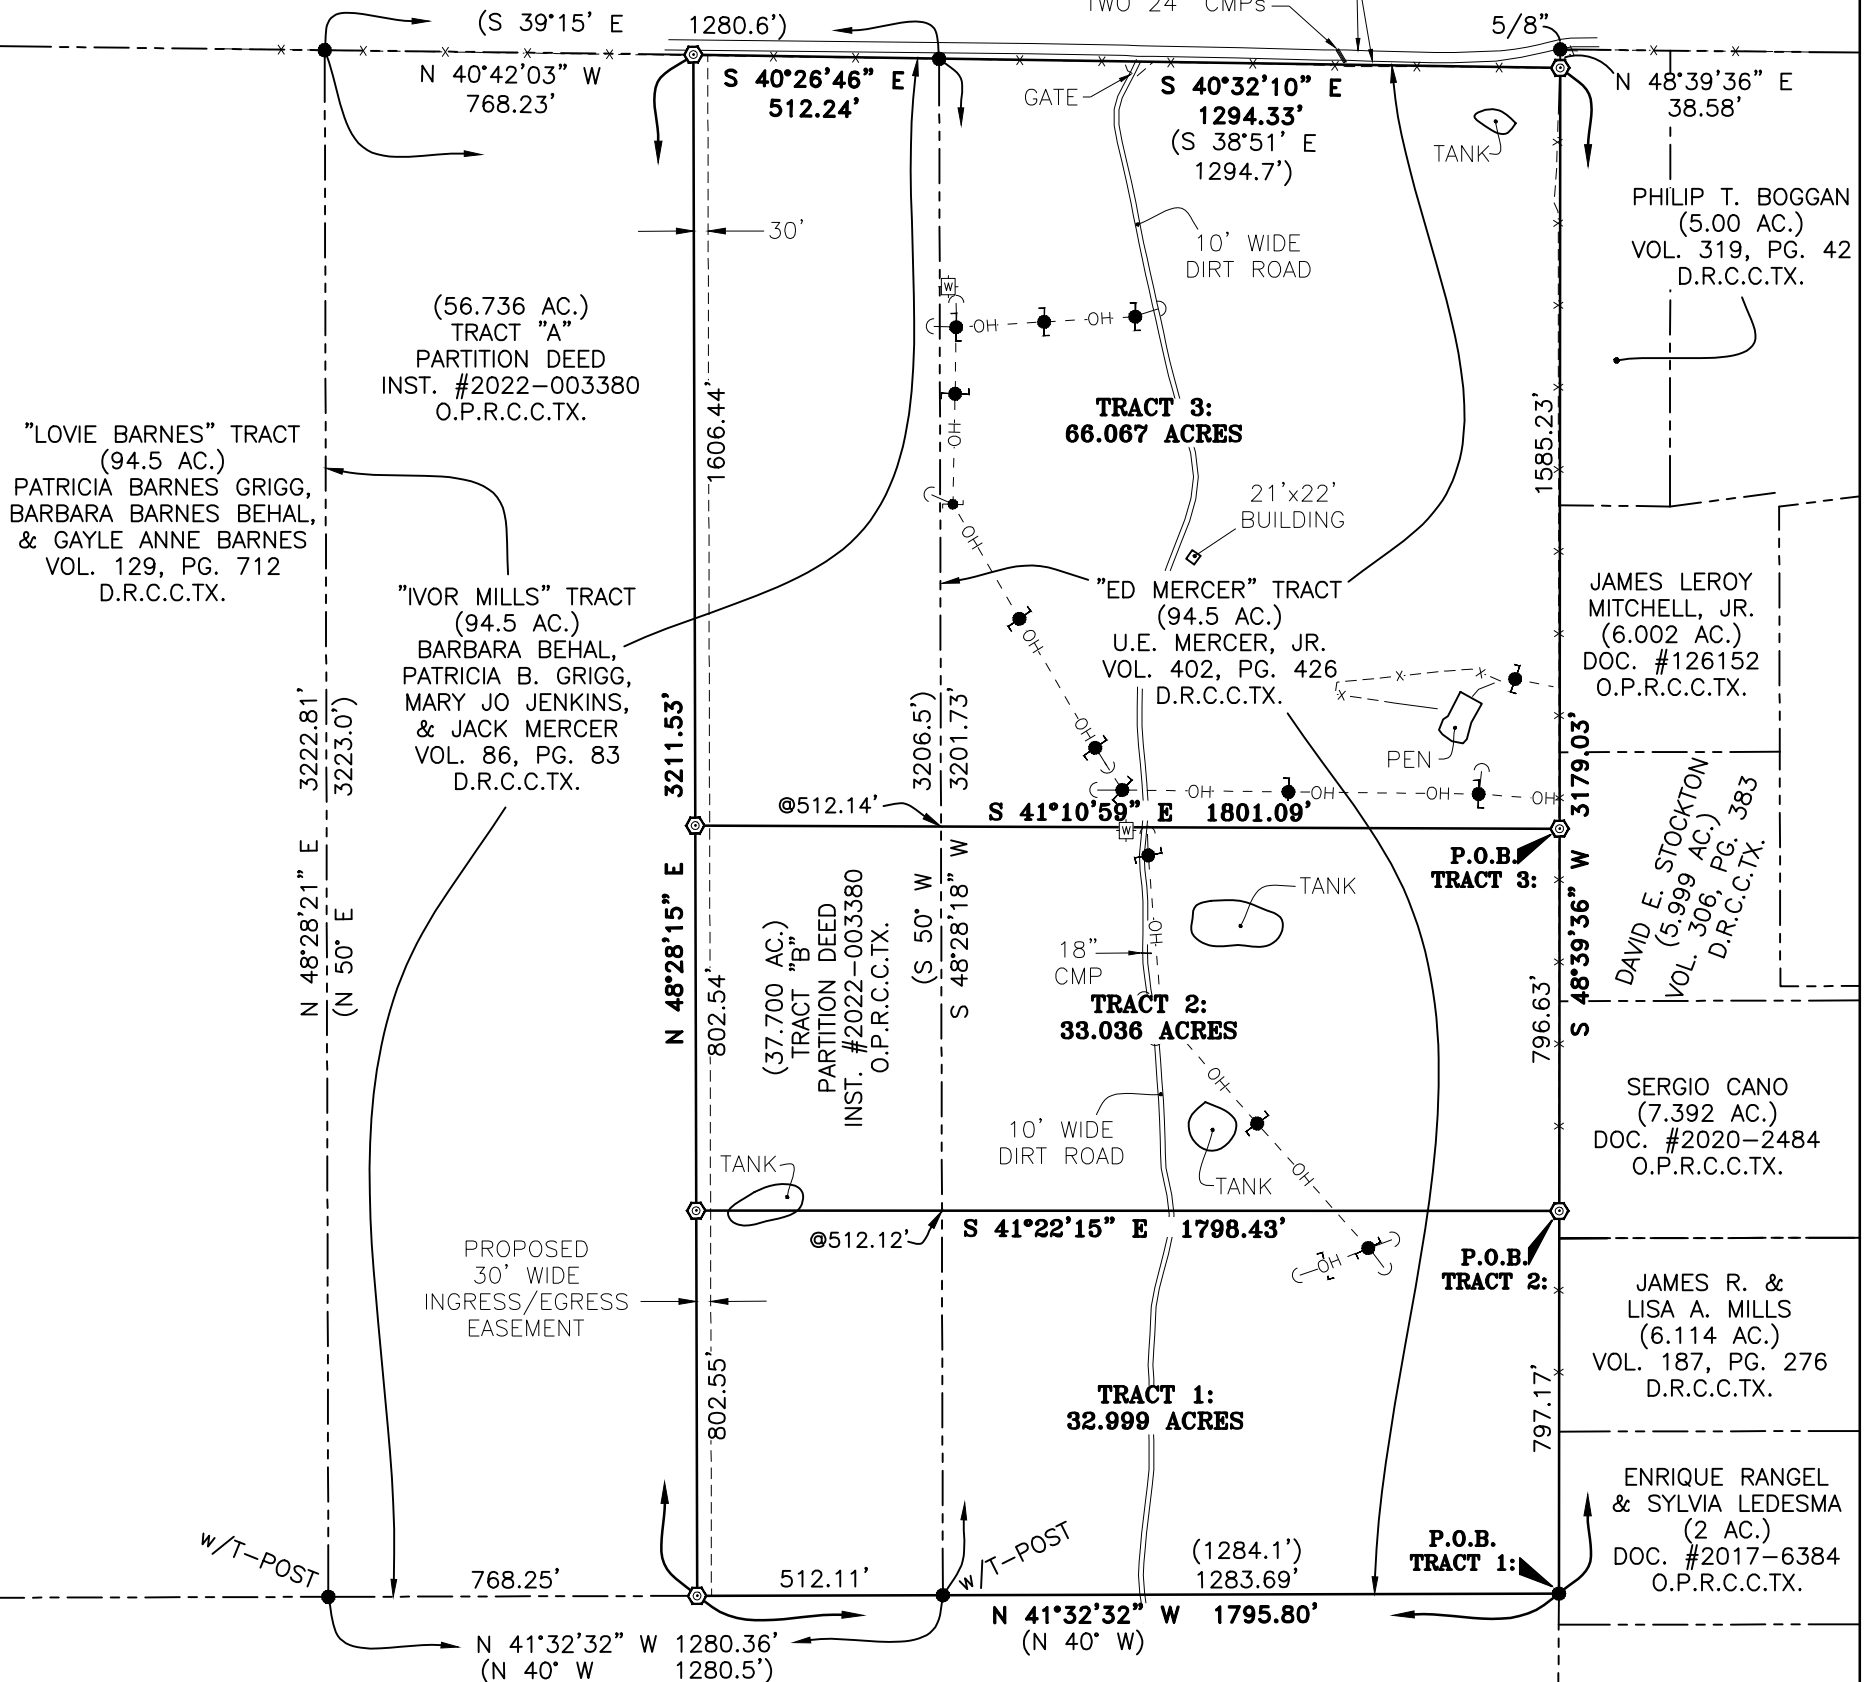 TWO 24" CMPs
(S 39°15' E 1280.6')
5/8"
N 40°42'03" W
768.23'
S 40°26'46" E
512.24'
GATE
S 40°32'10" E
1294.33'
(S 38°51' E
1294.7')
TANK
N 48°39'36" E
38.58'
PHILIP T. BOGGAN
(5.00 AC.)
VOL. 319, PG. 42
D.R.C.C.TX.
30'
10' WIDE
DIRT ROAD
W
OH
OH
OH
(56.736 AC.)
TRACT "A"
PARTITION DEED
INST. #2022-003380
O.P.R.C.C.TX.
1606.44'
TRACT 3:
66.067 ACRES
1585.23'
"LOVIE BARNES" TRACT
(94.5 AC.)
PATRICIA BARNES GRIGG,
BARBARA BARNES BEHAL,
& GAYLE ANNE BARNES
VOL. 129, PG. 712
D.R.C.C.TX.
21'x22'
BUILDING
OH
"IVOR MILLS" TRACT
(94.5 AC.)
BARBARA BEHAL,
PATRICIA B. GRIGG,
MARY JO JENKINS,
& JACK MERCER
VOL. 86, PG. 83
D.R.C.C.TX.
"ED MERCER" TRACT
(94.5 AC.)
U.E. MERCER, JR.
VOL. 402, PG. 426
D.R.C.C.TX.
OH
OH
JAMES LEROY
MITCHELL, JR.
(6.002 AC.)
DOC. #126152
O.P.R.C.C.TX.
PEN
N 48°28'21" E 3222.81'
(N 50° E 3223.0')
N 48°28'15" E 3211.53'
(S 50° W 3206.5')
S 48°28'18" W 3201.73'
S 48°39'36" W 3179.03'
OH
OH
OH
OH
@512.14'
S 41°10'59" E 1801.09'
W
P.O.B.
TRACT 3:
DAVID E. STOCKTON
(5.999 AC.)
VOL. 306, PG. 383
D.R.C.C.TX.
TANK
OH
18"
CMP
802.54'
(37.700 AC.)
TRACT "B"
PARTITION DEED
INST. #2022-003380
O.P.R.C.C.TX.
TRACT 2:
33.036 ACRES
796.63'
OH
10' WIDE
DIRT ROAD
SERGIO CANO
(7.392 AC.)
DOC. #2020-2484
O.P.R.C.C.TX.
TANK
TANK
OH
@512.12'
S 41°22'15" E 1798.43'
OH
P.O.B.
TRACT 2:
PROPOSED
30' WIDE
INGRESS/EGRESS
EASEMENT
JAMES R. &
LISA A. MILLS
(6.114 AC.)
VOL. 187, PG. 276
D.R.C.C.TX.
802.55'
TRACT 1:
32.999 ACRES
797.17'
ENRIQUE RANGEL
& SYLVIA LEDESMA
(2 AC.)
DOC. #2017-6384
O.P.R.C.C.TX.
P.O.B.
TRACT 1:
w/T-POST
768.25'
512.11'
w/T-POST
(1284.1')
1283.69'
N 41°32'32" W 1795.80'
(N 40° W)
N 41°32'32" W 1280.36'
(N 40° W 1280.5')